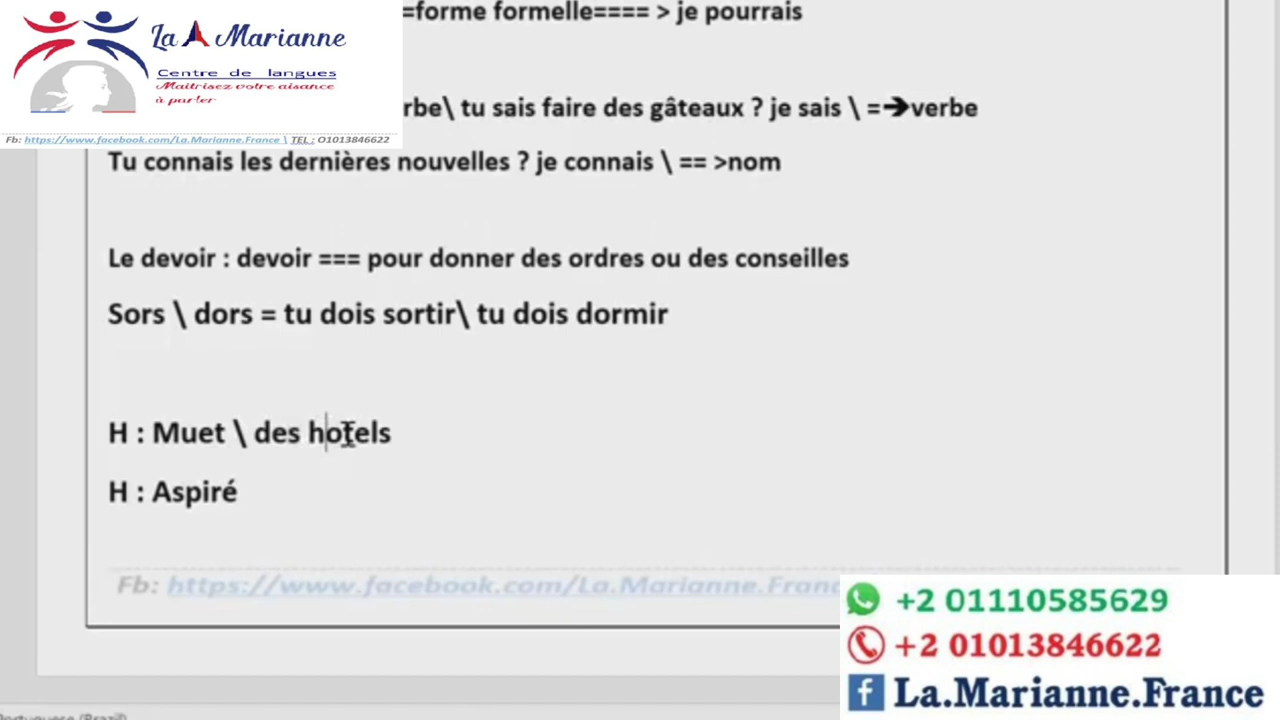 =forme formelle==== > je pourrais
La Marianne
Centre de langues
Maitrisez votre aisance
à parler
Fb: https://www.facebook.com/La.Marianne.France \ TEL : O1013846622
rbe\ tu sais faire des gâteaux ? je sais \ =➔verbe
Tu connais les dernières nouvelles ? je connais \ == >nom
Le devoir : devoir === pour donner des ordres ou des conseilles
Sors \ dors = tu dois sortir\ tu dois dormir
H : Muet \ des hotels
H : Aspiré
Fb: https://www.facebook.com/La.Marianne.Franc
+2 01110585629
+2 01013846622
La.Marianne.France
Portuguese (Brazil)